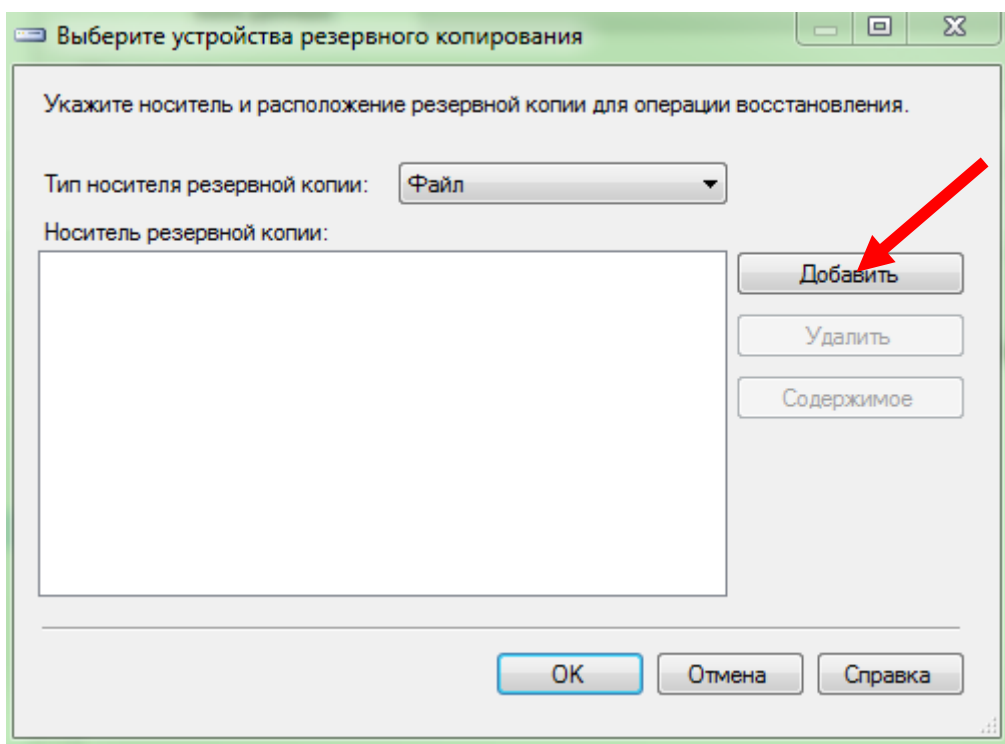 Выберите устройства резервного копирования
Укажите носитель и расположение резервной копии для операции восстановления.
Тип носителя резервной копии: Файл
Носитель резервной копии:
Добавить
Удалить
Содержимое
ОК Отмена Справка